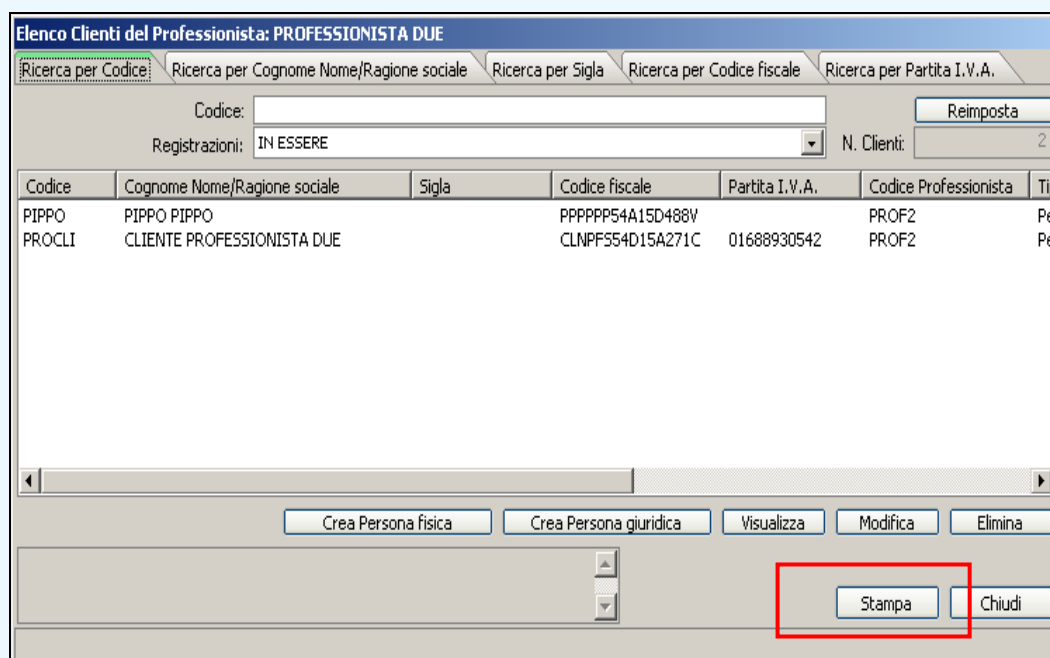 Elenco Clienti del Professionista: PROFESSIONISTA DUE
Ricerca per Codice Ricerca per Cognome Nome/Ragione sociale Ricerca per Sigla Ricerca per Codice fiscale Ricerca per Partita I.V.A.
Codice: Reimposta
Registrazioni: IN ESSERE N. Clienti: 2
Codice Cognome Nome/Ragione sociale Sigla Codice fiscale Partita I.V.A. Codice Professionista Ti
PIPPO PIPPO PIPPO PPPPPP54A15D488V PROF2 Pe
PROCLI CLIENTE PROFESSIONISTA DUE CLNPFS54D15A271C 01688930542 PROF2 Pe
Crea Persona fisica Crea Persona giuridica Visualizza Modifica Elimina
Stampa Chiudi